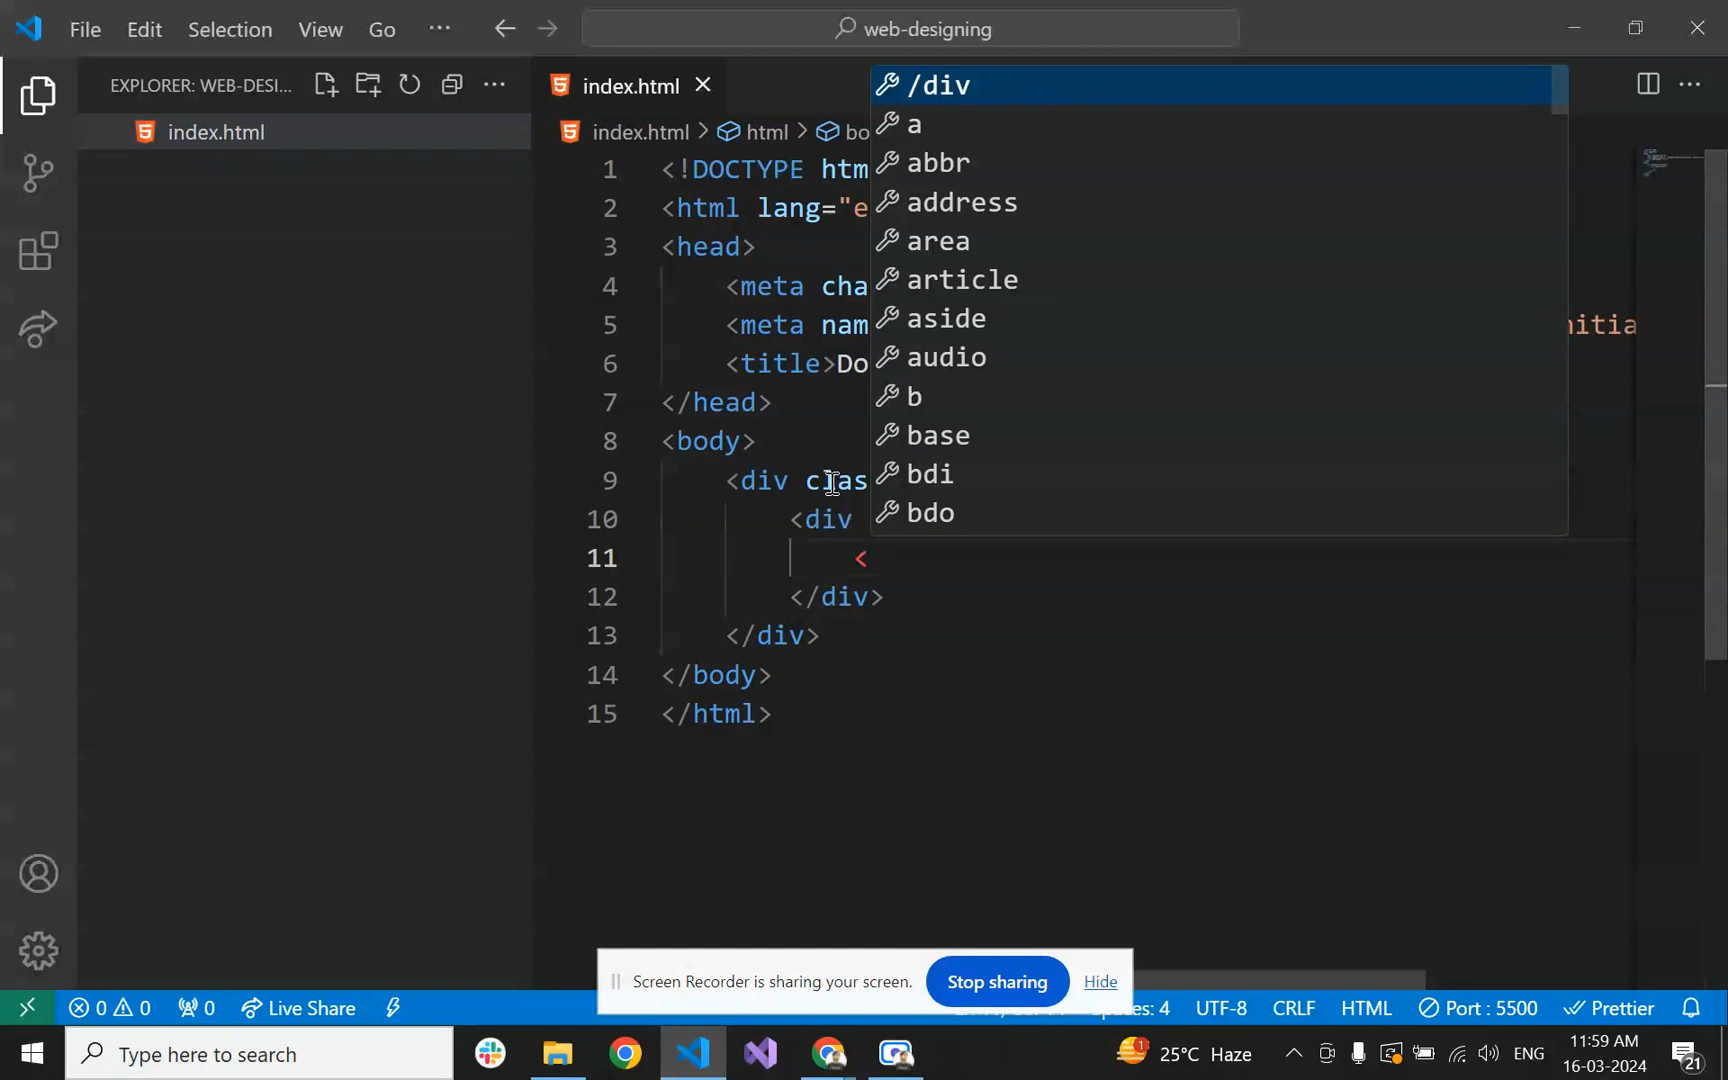 File Edit Selection View Go ··· web-designing
EXPLORER: WEB-DESI...
index.html
index.html
index.html > html > bo
/div
a
abbr
address
area
article
aside
audio
b
base
bdi
bdo
1 <!DOCTYPE htm
2 <html lang="e
3 <head>
4 <meta cha
5 <meta nam nitia
6 <title>Do
7 </head>
8 <body>
9 <div clas
10 <div
11 <
12 </div>
13 </div>
14 </body>
15 </html>
Screen Recorder is sharing your screen. Stop sharing Hide
0 0 0 Live Share Spaces: 4 UTF-8 CRLF HTML Port : 5500 Prettier
Type here to search 1 25°C Haze ENG 11:59 AM
16-03-2024 21